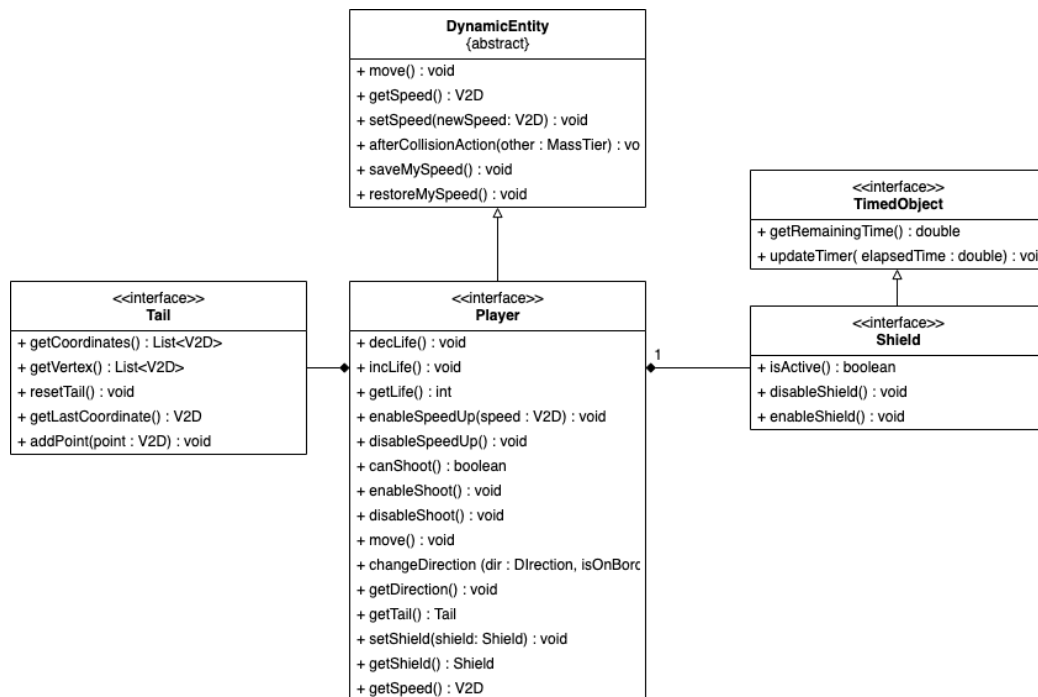 DynamicEntity
{abstract}
+ move() : void
+ getSpeed() : V2D
+ setSpeed(newSpeed: V2D) : void
+ afterCollisionAction(other : MassTier) : vo
+ saveMySpeed() : void
+ restoreMySpeed() : void
<<interface>>
TimedObject
+ getRemainingTime() : double
+ updateTimer( elapsedTime : double) : voi
<<interface>>
Tail
+ getCoordinates() : List<V2D>
+ getVertex() : List<V2D>
+ resetTail() : void
+ getLastCoordinate() : V2D
+ addPoint(point : V2D) : void
<<interface>>
Player
+ decLife() : void
+ incLife() : void
+ getLife() : int
+ enableSpeedUp(speed : V2D) : void
+ disableSpeedUp() : void
+ canShoot() : boolean
+ enableShoot() : void
+ disableShoot() : void
+ move() : void
+ changeDirection (dir : DIrection, isOnBorc
+ getDirection() : void
+ getTail() : Tail
+ setShield(shield: Shield) : void
+ getShield() : Shield
+ getSpeed() : V2D
1
<<interface>>
Shield
+ isActive() : boolean
+ disableShield() : void
+ enableShield() : void